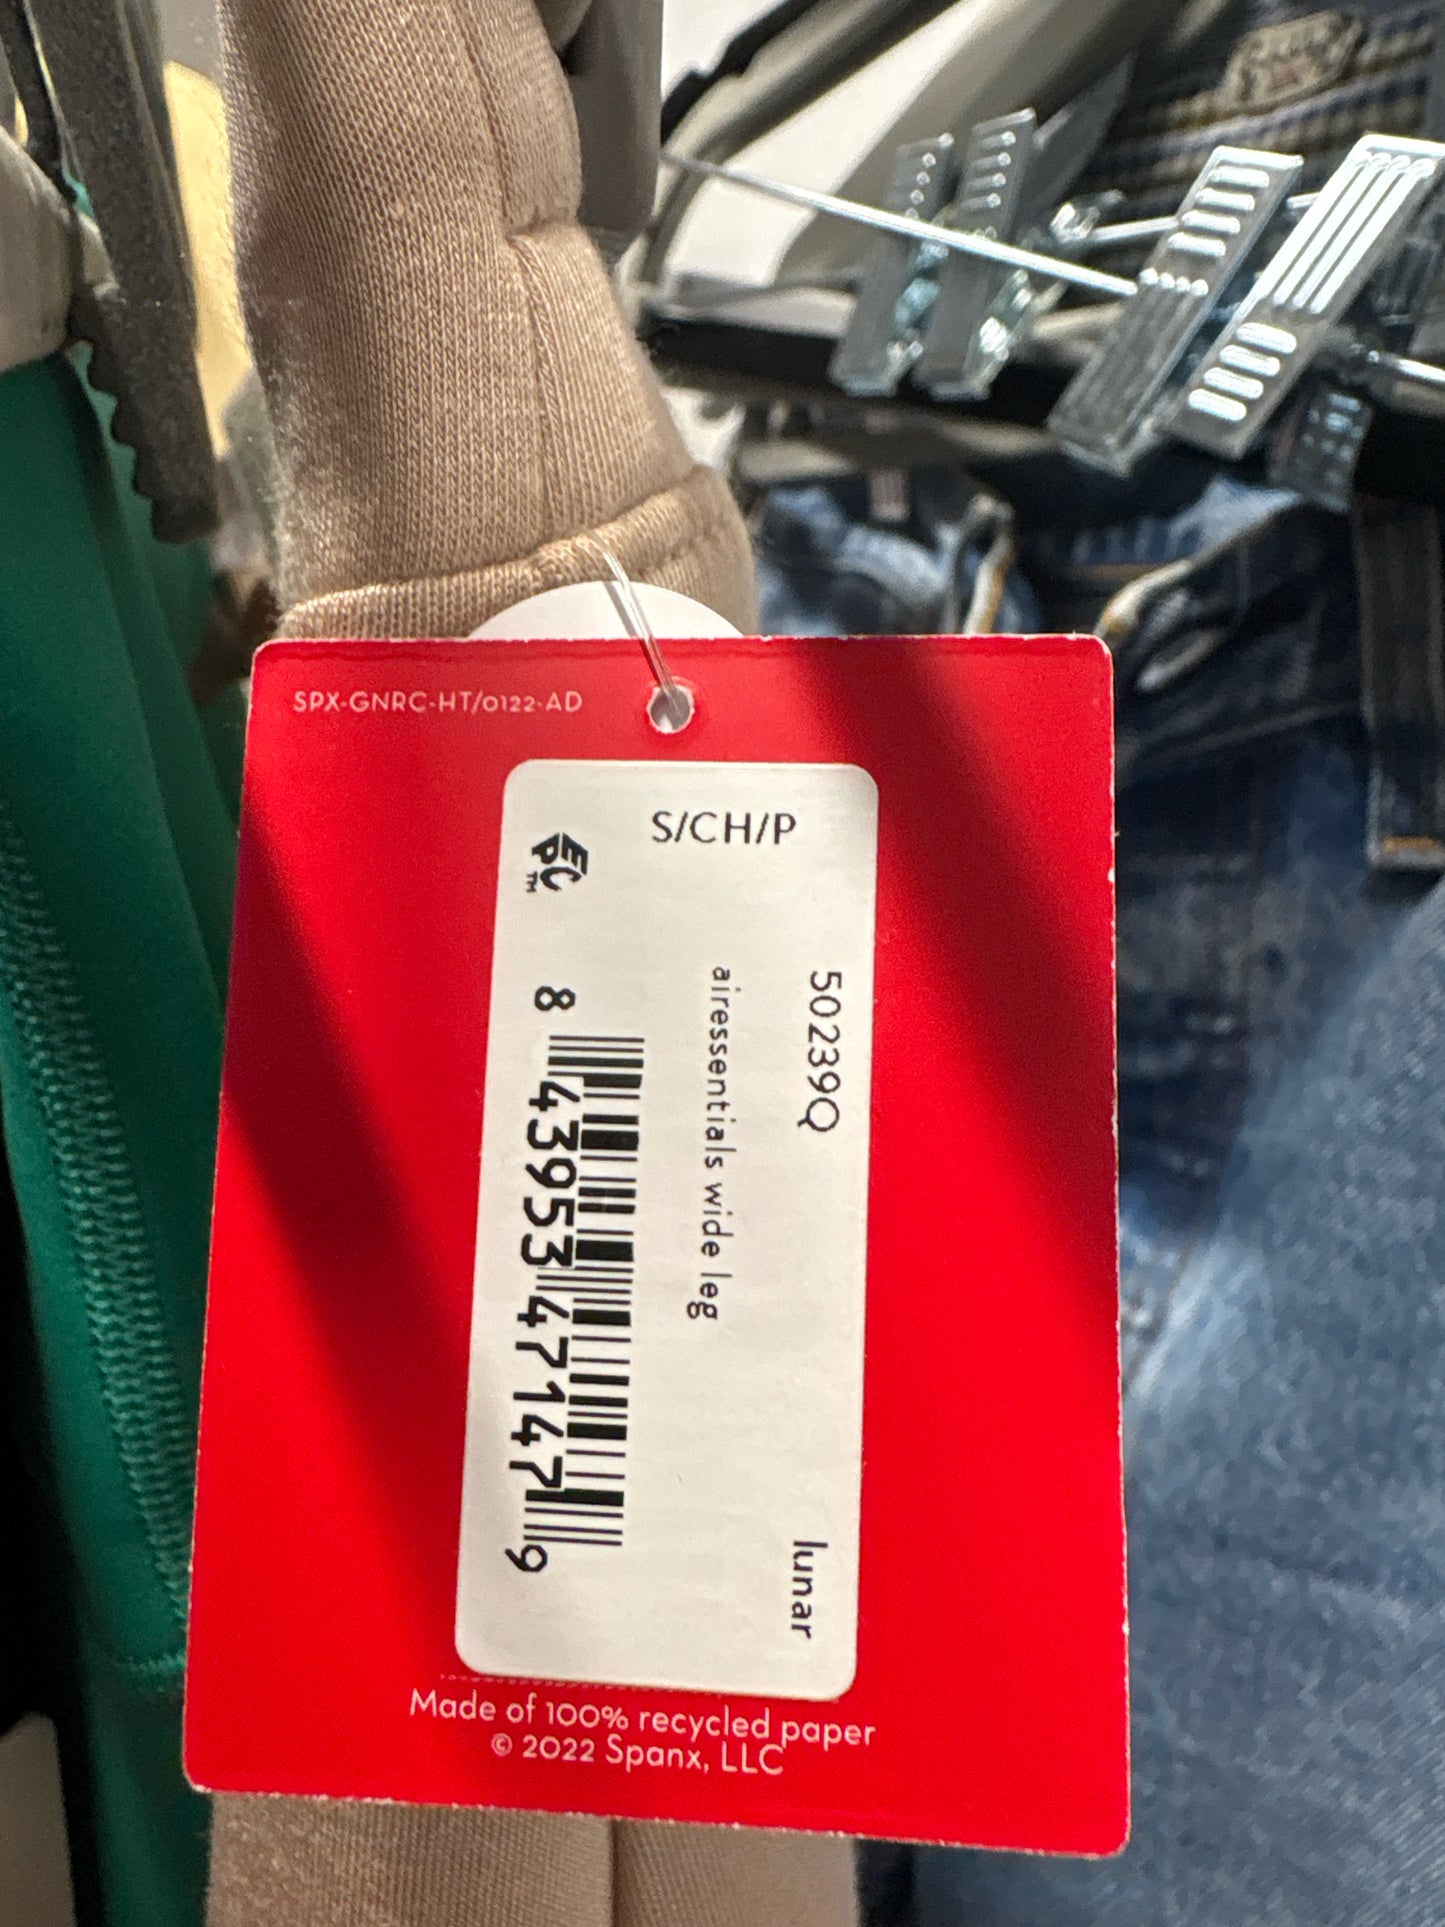 SPX-GNRC-HT/0122-AD
S/CH/P
EPC™
50239Q
lunar
airessentials wide leg
8 43953 47147 9
Made of 100% recycled paper
© 2022 Spanx, LLC